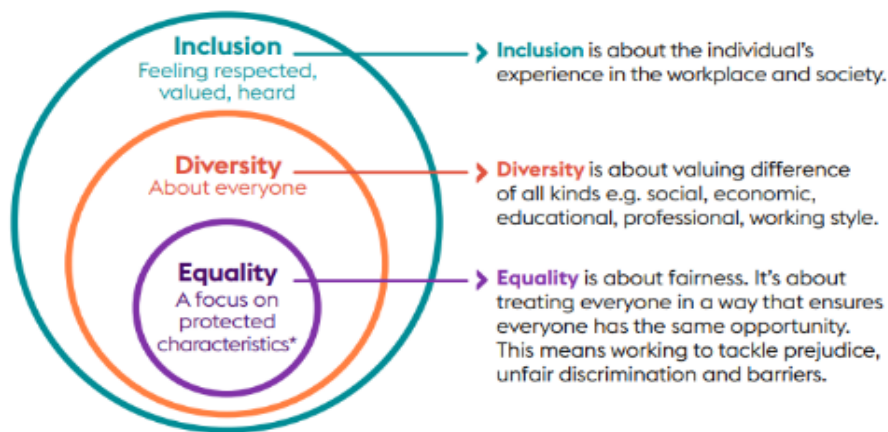 Inclusion
Feeling respected,
valued, heard
Inclusion is about the individual's
experience in the workplace and society.
Diversity
About everyone
Diversity is about valuing difference
of all kinds e.g. social, economic,
educational, professional, working style.
Equality
A focus on
protected
characteristics*
Equality is about fairness. It's about
treating everyone in a way that ensures
everyone has the same opportunity.
This means working to tackle prejudice,
unfair discrimination and barriers.